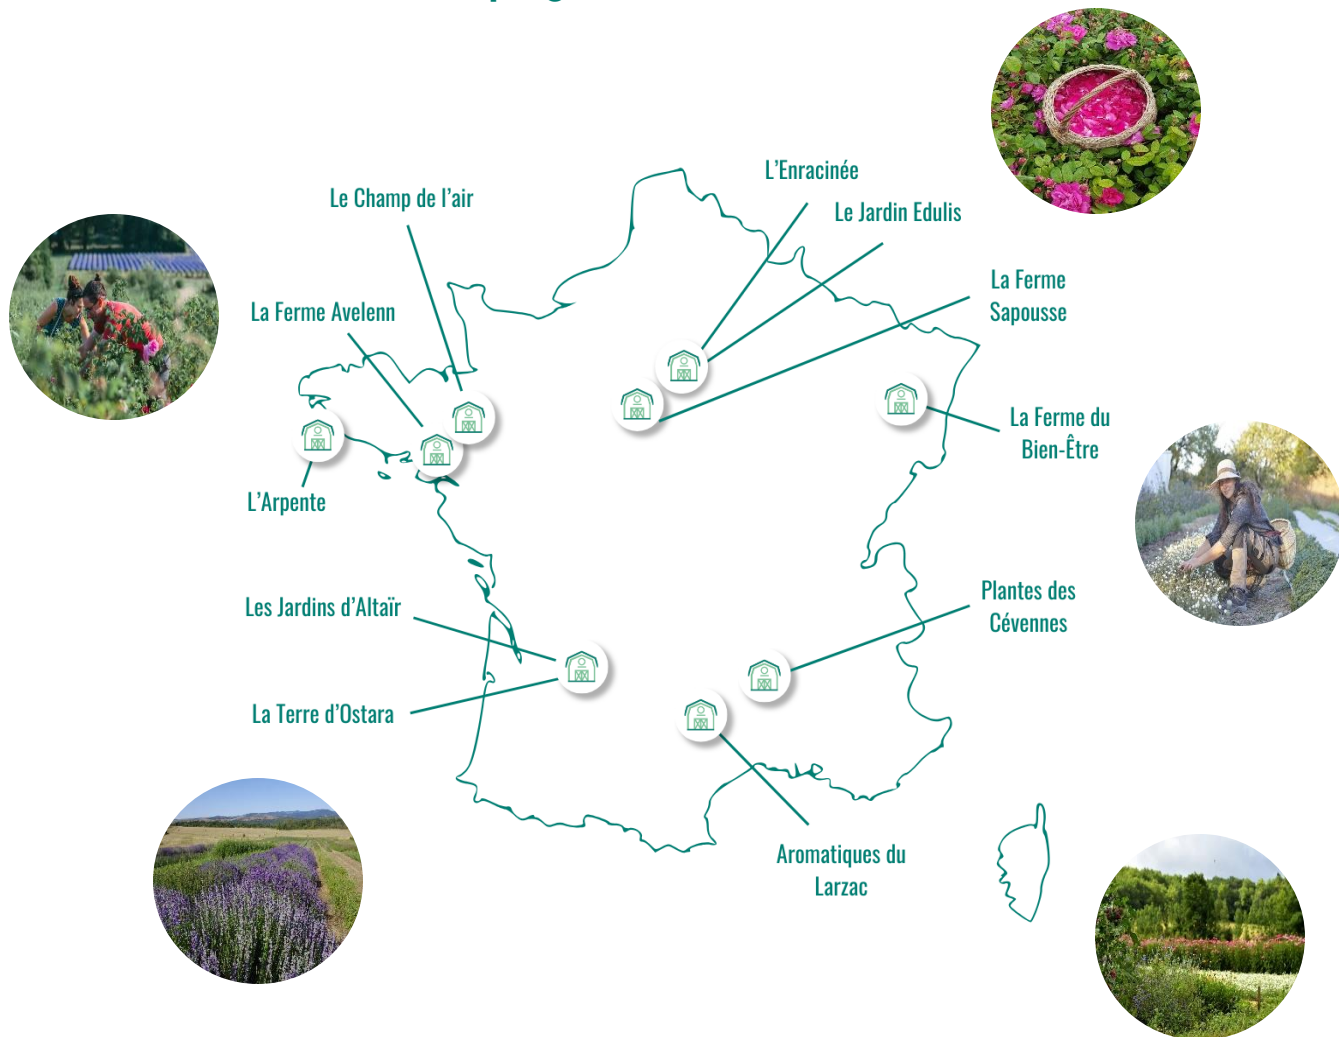 L'Enracinée
Le Champ de l'air
Le Jardin Edulis
La Ferme
Sapousse
La Ferme Avelenn
La Ferme du
Bien-Être
L'Arpente
Plantes des
Cévennes
Les Jardins d'Altaïr
La Terre d'Ostara
Aromatiques du
Larzac